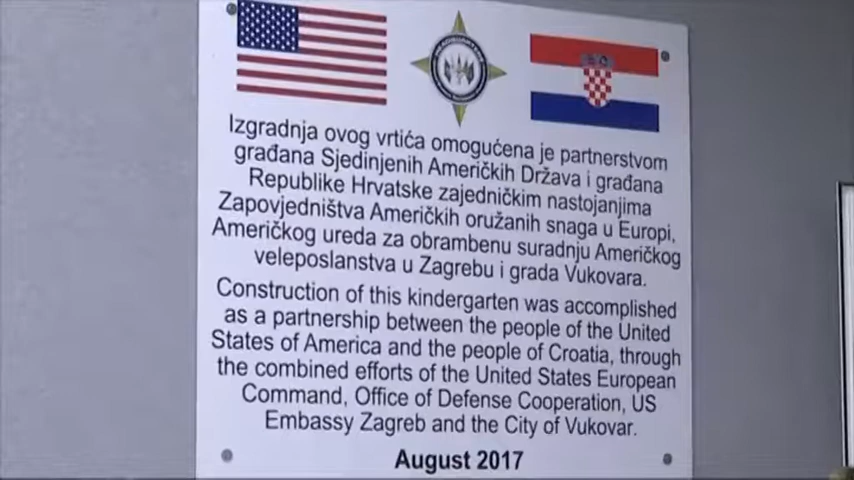 Izgradnja ovog vrtića omogućena je partnerstvom
građana Sjedinjenih Američkih Država i građana
Republike Hrvatske zajedničkim nastojanjima
Zapovjedništva Američkih oružanih snaga u Europi,
Američkog ureda za obrambenu suradnju Američkog
veleposlanstva u Zagrebu i grada Vukovara.
Construction of this kindergarten was accomplished
as a partnership between the people of the United
States of America and the people of Croatia, through
the combined efforts of the United States European
Command, Office of Defense Cooperation, US
Embassy Zagreb and the City of Vukovar.
August 2017